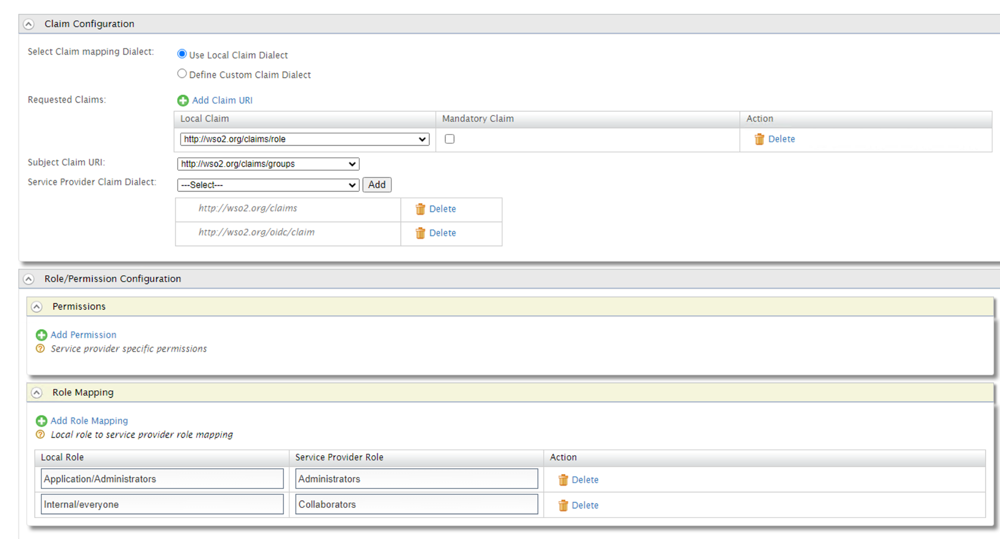 Claim Configuration
Select Claim mapping Dialect:
Use Local Claim Dialect
Define Custom Claim Dialect
Requested Claims:
Add Claim URI
Local Claim Mandatory Claim Action
http://wso2.org/claims/role Delete
Subject Claim URI: http://wso2.org/claims/groups
Service Provider Claim Dialect: ---Select--- Add
http://wso2.org/claims Delete
http://wso2.org/oidc/claim Delete
Role/Permission Configuration
Permissions
Add Permission
Service provider specific permissions
Role Mapping
Add Role Mapping
Local role to service provider role mapping
Local Role Service Provider Role Action
Application/Administrators Administrators Delete
Internal/everyone Collaborators Delete